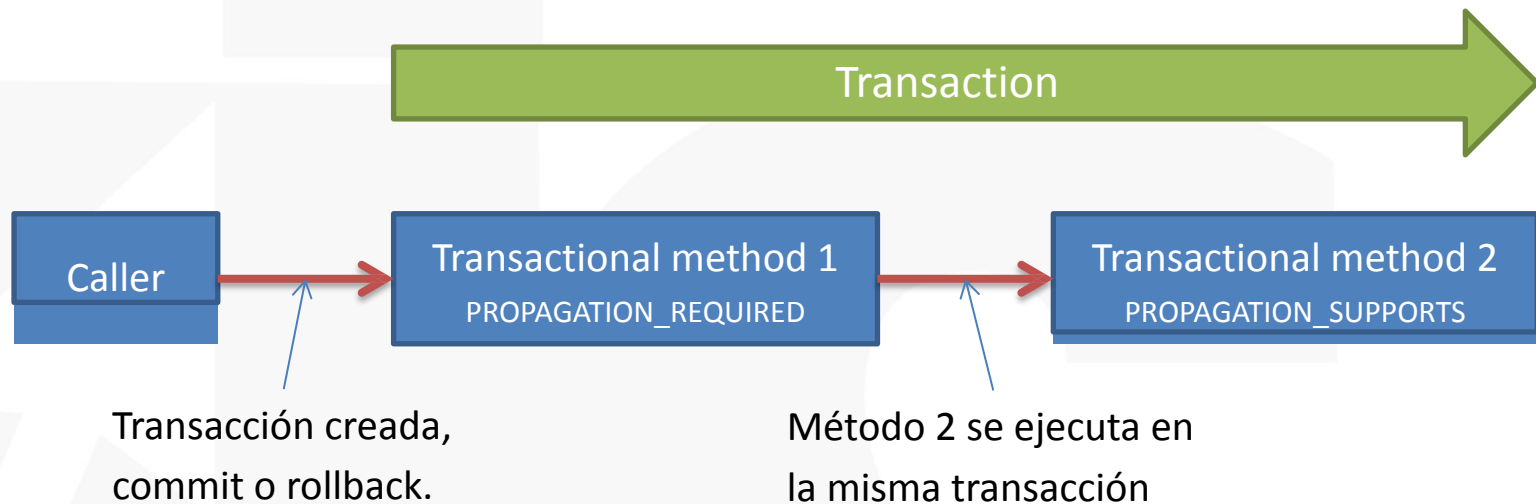 Transaction
Caller
Transactional method 1
PROPAGATION_REQUIRED
Transactional method 2
PROPAGATION_SUPPORTS
Transacción creada,
commit o rollback.
Método 2 se ejecuta en
la misma transacción